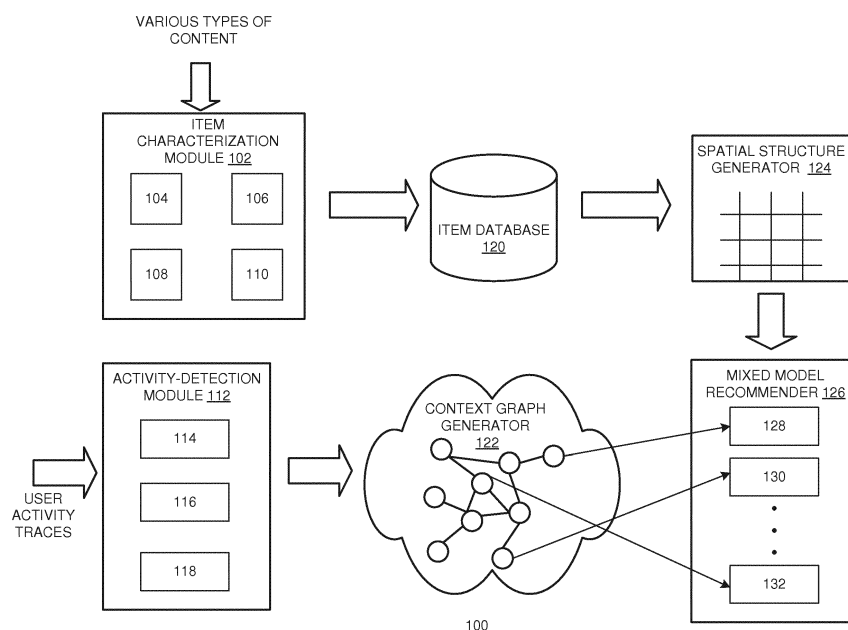 VARIOUS TYPES OF
CONTENT
ITEM
CHARACTERIZATION
MODULE 102
104
106
108
110
ITEM DATABASE
120
SPATIAL STRUCTURE
GENERATOR 124
ACTIVITY-DETECTION
MODULE 112
114
116
118
USER
ACTIVITY
TRACES
CONTEXT GRAPH
GENERATOR
122
MIXED MODEL
RECOMMENDER 126
128
130
132
100